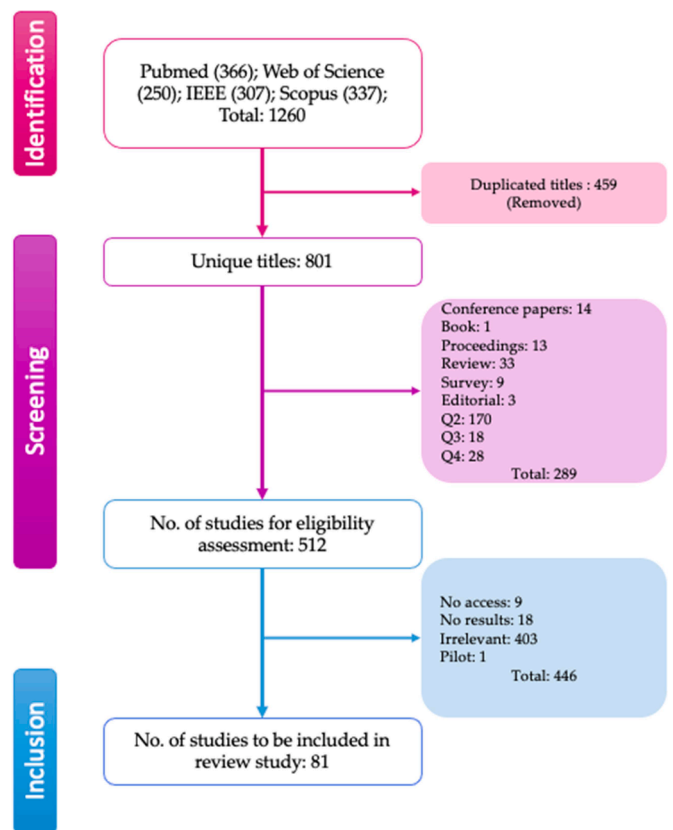 Identification
Pubmed (366); Web of Science
(250); IEEE (307); Scopus (337);
Total: 1260
Duplicated titles : 459
(Removed)
Screening
Unique titles: 801
Conference papers: 14
Book: 1
Proceedings: 13
Review: 33
Survey: 9
Editorial: 3
Q2: 170
Q3: 18
Q4: 28
Total: 289
No. of studies for eligibility
assessment: 512
No access: 9
No results: 18
Irrelevant: 403
Pilot: 1
Total: 446
Inclusion
No. of studies to be included in
review study: 81